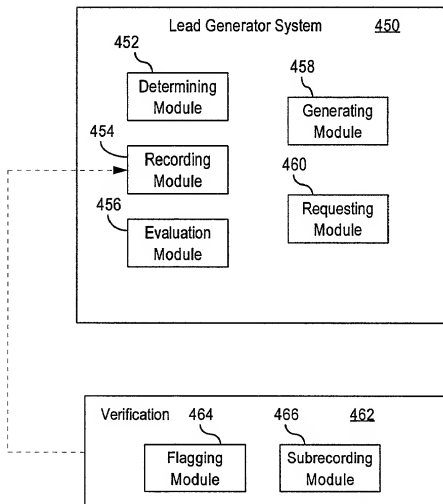 Lead Generator System 450
452
Determining
Module
454
Recording
Module
456
Evaluation
Module
458
Generating
Module
460
Requesting
Module
Verification 462
464
Flagging
Module
466
Subrecording
Module